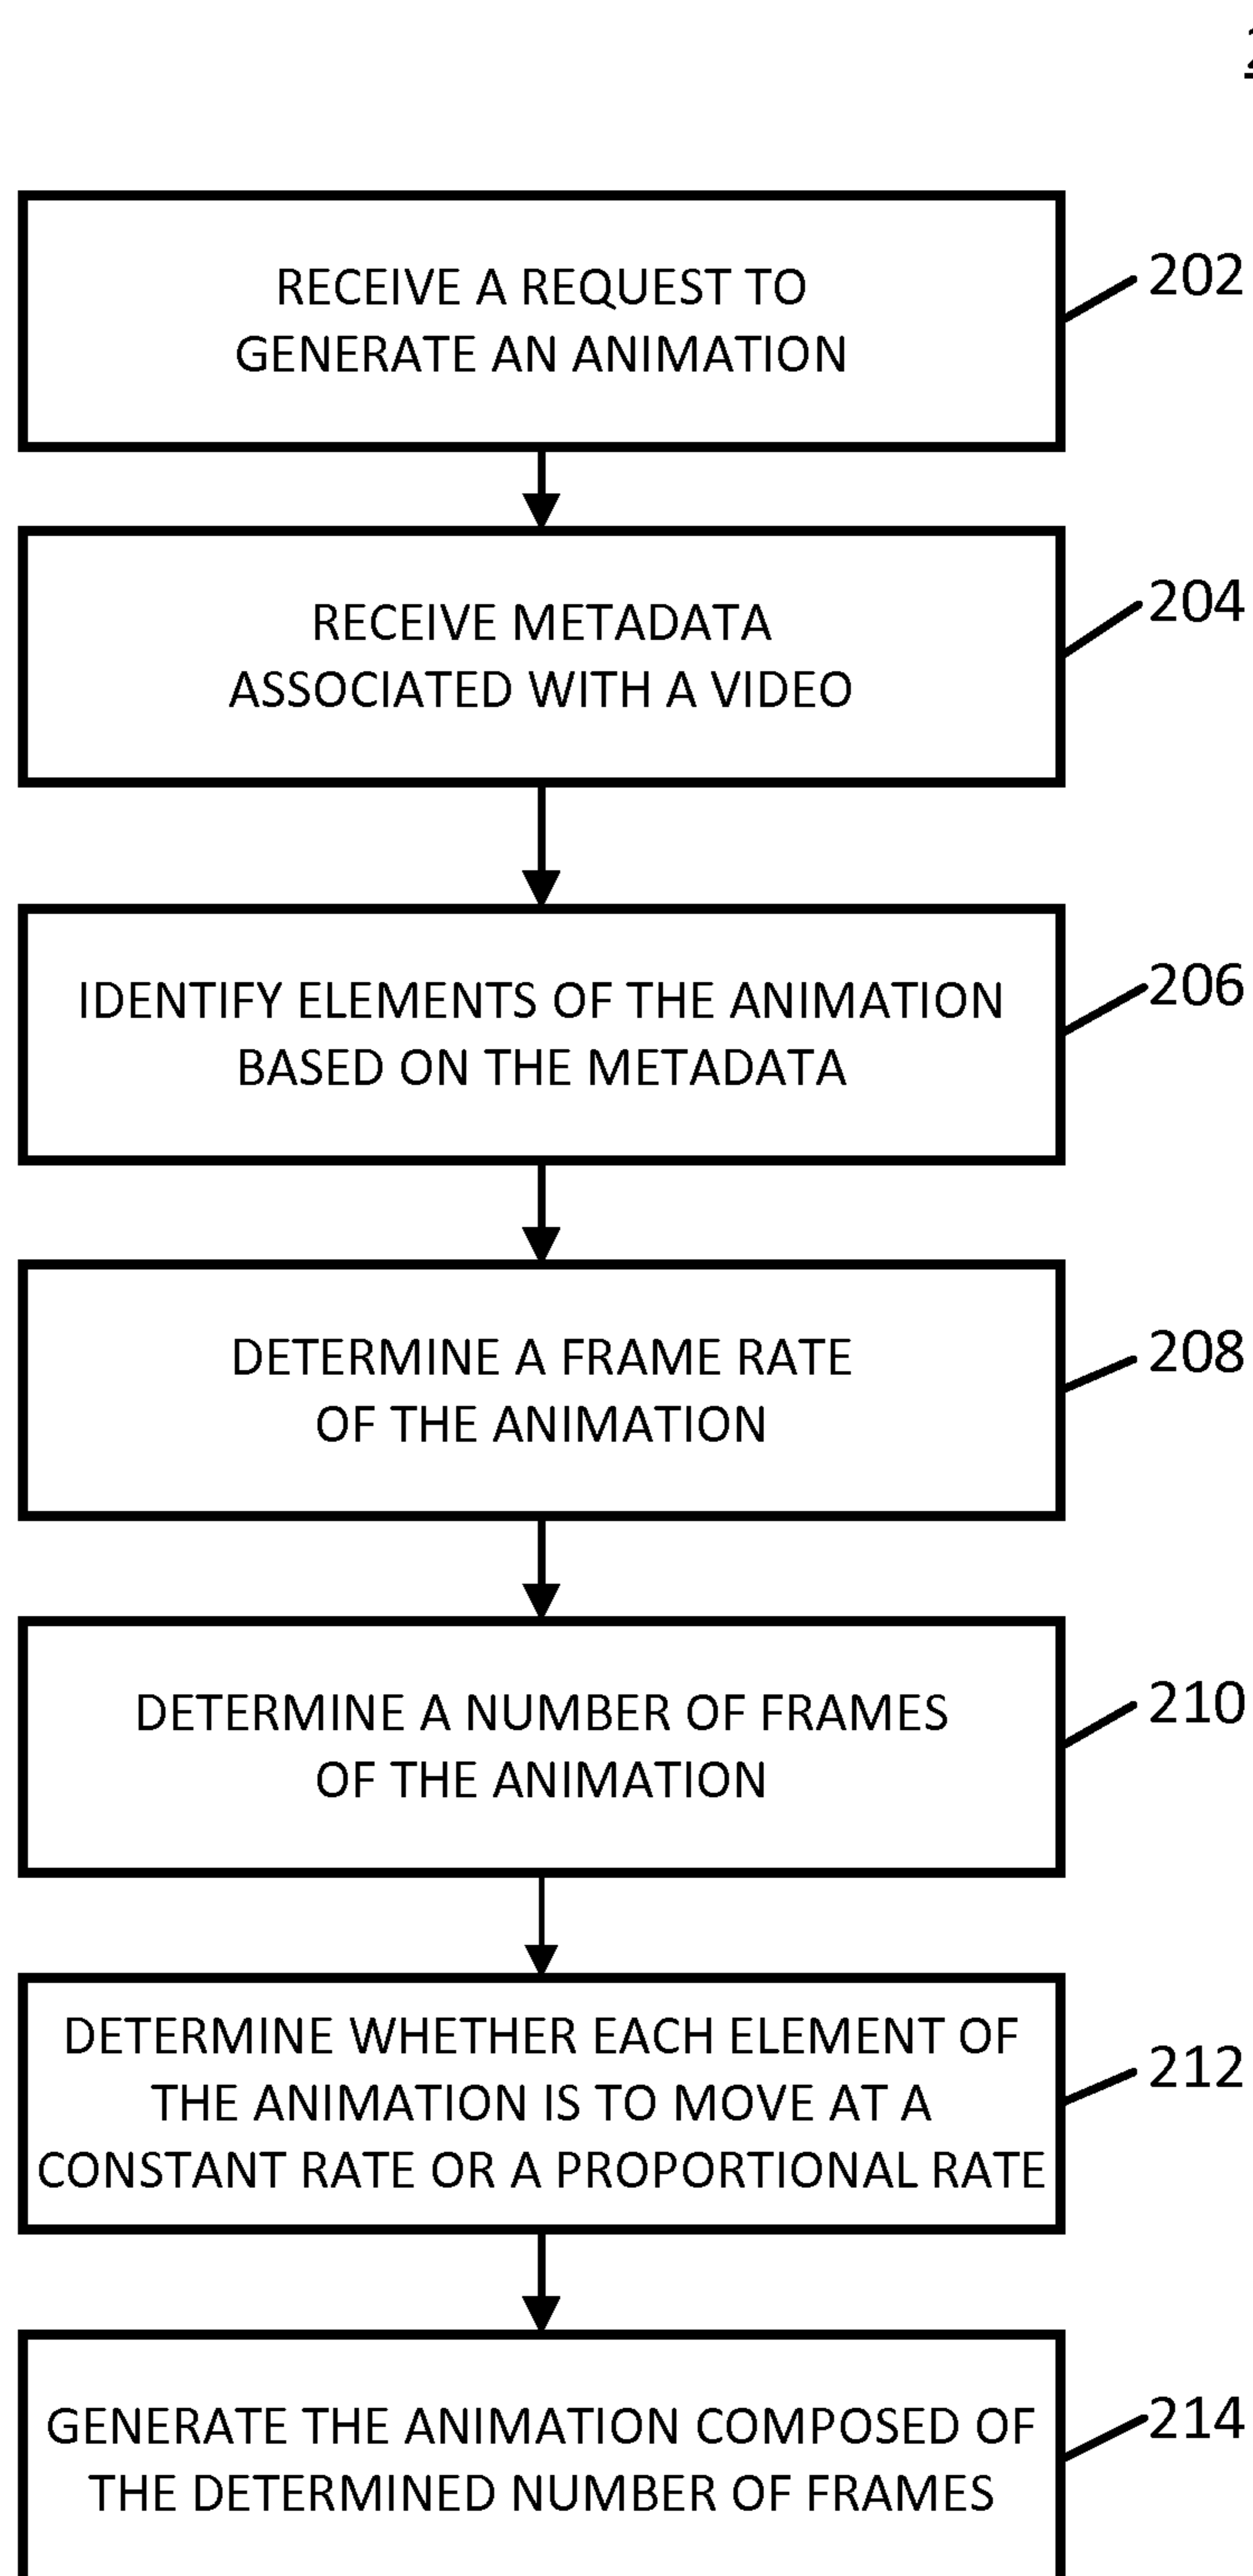 RECEIVE A REQUEST TO
GENERATE AN ANIMATION
202
RECEIVE METADATA
ASSOCIATED WITH A VIDEO
204
IDENTIFY ELEMENTS OF THE ANIMATION
BASED ON THE METADATA
206
DETERMINE A FRAME RATE
OF THE ANIMATION
208
DETERMINE A NUMBER OF FRAMES
OF THE ANIMATION
210
DETERMINE WHETHER EACH ELEMENT OF
THE ANIMATION IS TO MOVE AT A
CONSTANT RATE OR A PROPORTIONAL RATE
212
GENERATE THE ANIMATION COMPOSED OF
THE DETERMINED NUMBER OF FRAMES
214